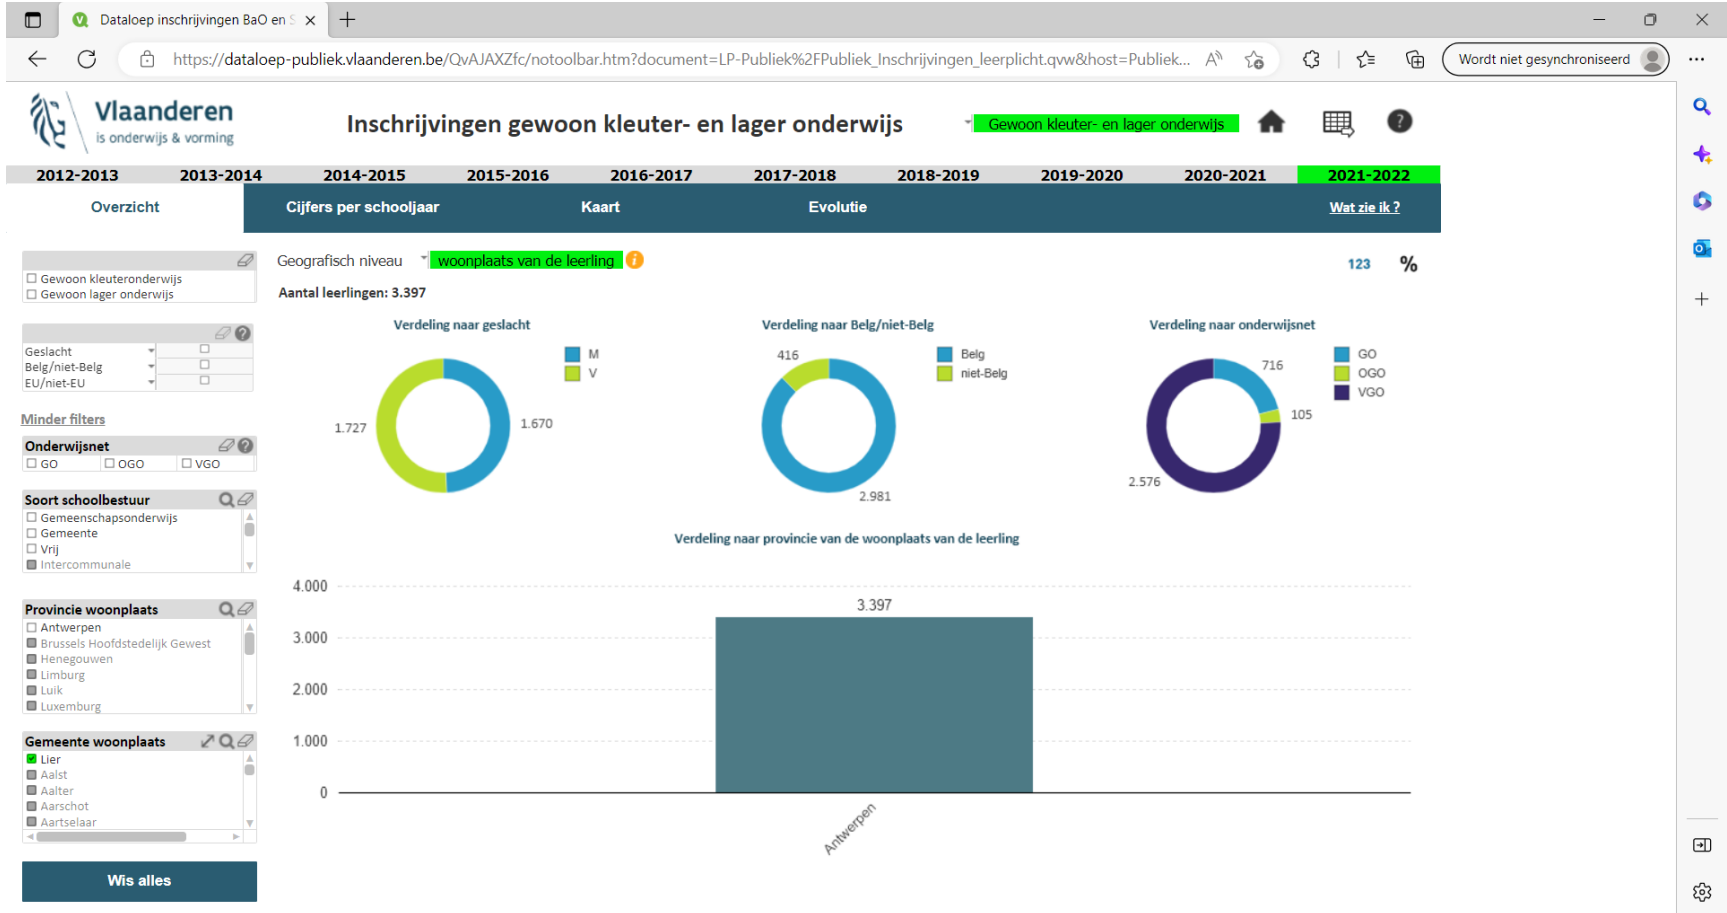 Dataloep inschrijvingen BaO en S
https://dataloep-publiek.vlaanderen.be/QvAJAXZfc/notoolbar.htm?document=LP-Publiek%2FPubliek_Inschrijvingen_leerplicht.qvw&host=Publiek...
Wordt niet gesynchroniseerd
Vlaanderen
is onderwijs & vorming
Inschrijvingen gewoon kleuter- en lager onderwijs
Gewoon kleuter- en lager onderwijs
2012-2013 2013-2014 2014-2015 2015-2016 2016-2017 2017-2018 2018-2019 2019-2020 2020-2021 2021-2022
Overzicht Cijfers per schooljaar Kaart Evolutie Wat zie ik ?
Gewoon kleuteronderwijs
Gewoon lager onderwijs
Geslacht
Belg/niet-Belg
EU/niet-EU
Minder filters
Onderwijsnet
GO OGO VGO
Soort schoolbestuur
Gemeenschapsonderwijs
Gemeente
Vrij
Intercommunale
Provincie woonplaats
Antwerpen
Brussels Hoofdstedelijk Gewest
Henegouwen
Limburg
Luik
Luxemburg
Gemeente woonplaats
Lier
Aalst
Aalter
Aarschot
Aartselaar
Wis alles
Geografisch niveau woonplaats van de leerling
123 %
Aantal leerlingen: 3.397
Verdeling naar geslacht
M
V
1.727
1.670
Verdeling naar Belg/niet-Belg
Belg
niet-Belg
416
2.981
Verdeling naar onderwijsnet
GO
OGO
VGO
716
105
2.576
Verdeling naar provincie van de woonplaats van de leerling
4.000
3.000
2.000
1.000
0
3.397
Antwerpen